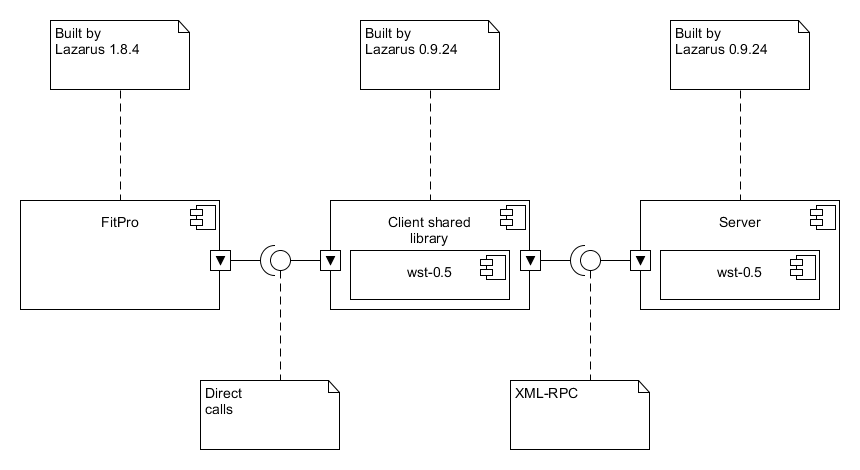 Built by
Lazarus 1.8.4
Built by
Lazarus 0.9.24
Built by
Lazarus 0.9.24
FitPro
Client shared
library
Server
wst-0.5
wst-0.5
Direct
calls
XML-RPC